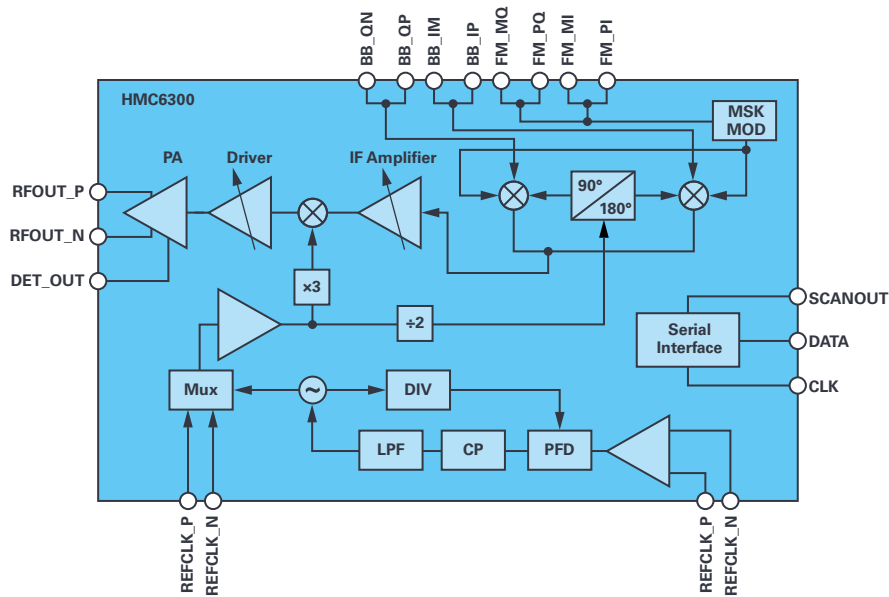 BB_QN
BB_QP
BB_IM
BB_IP
FM_MQ
FM_PQ
FM_MI
FM_PI
HMC6300
MSK
MOD
PA
Driver
IF Amplifier
RFOUT_P
RFOUT_N
DET_OUT
90°
180°
×3
÷2
SCANOUT
Serial
Interface
DATA
CLK
Mux
~
DIV
LPF
CP
PFD
REFCLK_P
REFCLK_N
REFCLK_P
REFCLK_N